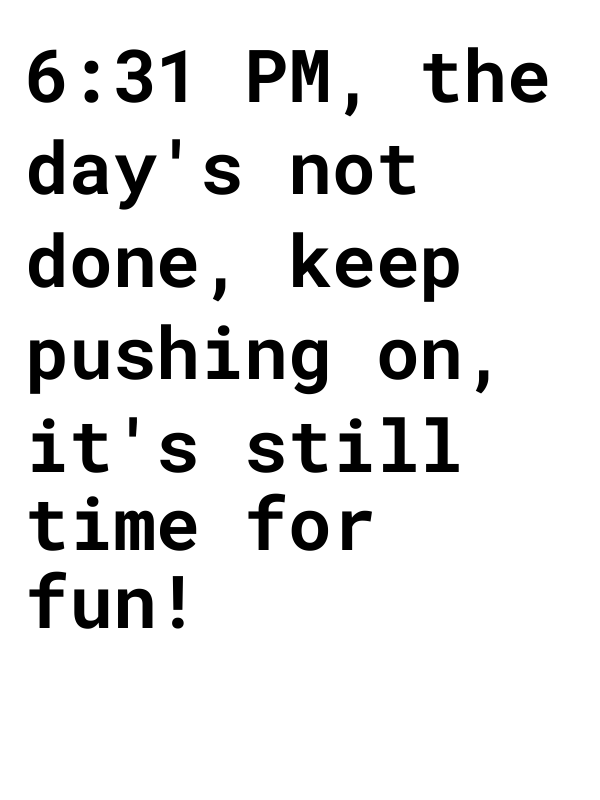 6:31 PM, the
day's not
done, keep
pushing on,
it's still
time for
fun!